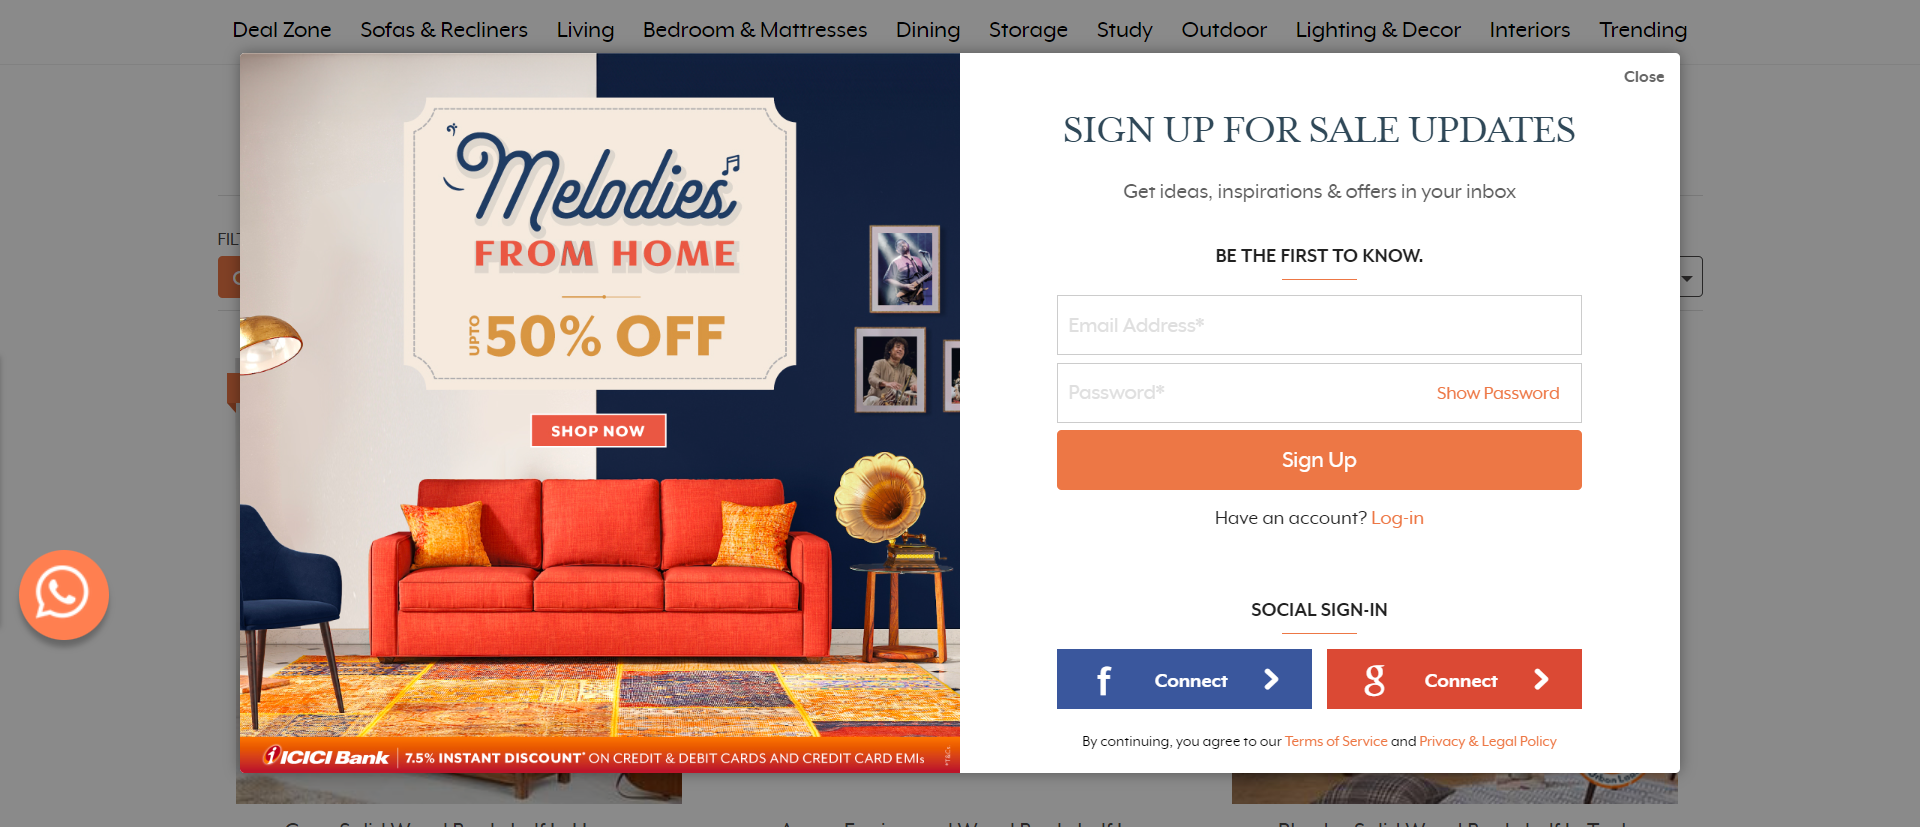 Deal Zone Sofas & Recliners Living Bedroom & Mattresses Dining Storage Study Outdoor Lighting & Decor Interiors Trending
Close
Melodies
FROM HOME
UPTO
50% OFF
SHOP NOW
ICICI Bank 7.5% INSTANT DISCOUNT* ON CREDIT & DEBIT CARDS AND CREDIT CARD EMIs
*T&Cs
SIGN UP FOR SALE UPDATES
Get ideas, inspirations & offers in your inbox
BE THE FIRST TO KNOW.
Email Address*
Password* Show Password
Sign Up
Have an account? Log-in
SOCIAL SIGN-IN
f Connect
g Connect
By continuing, you agree to our Terms of Service and Privacy & Legal Policy